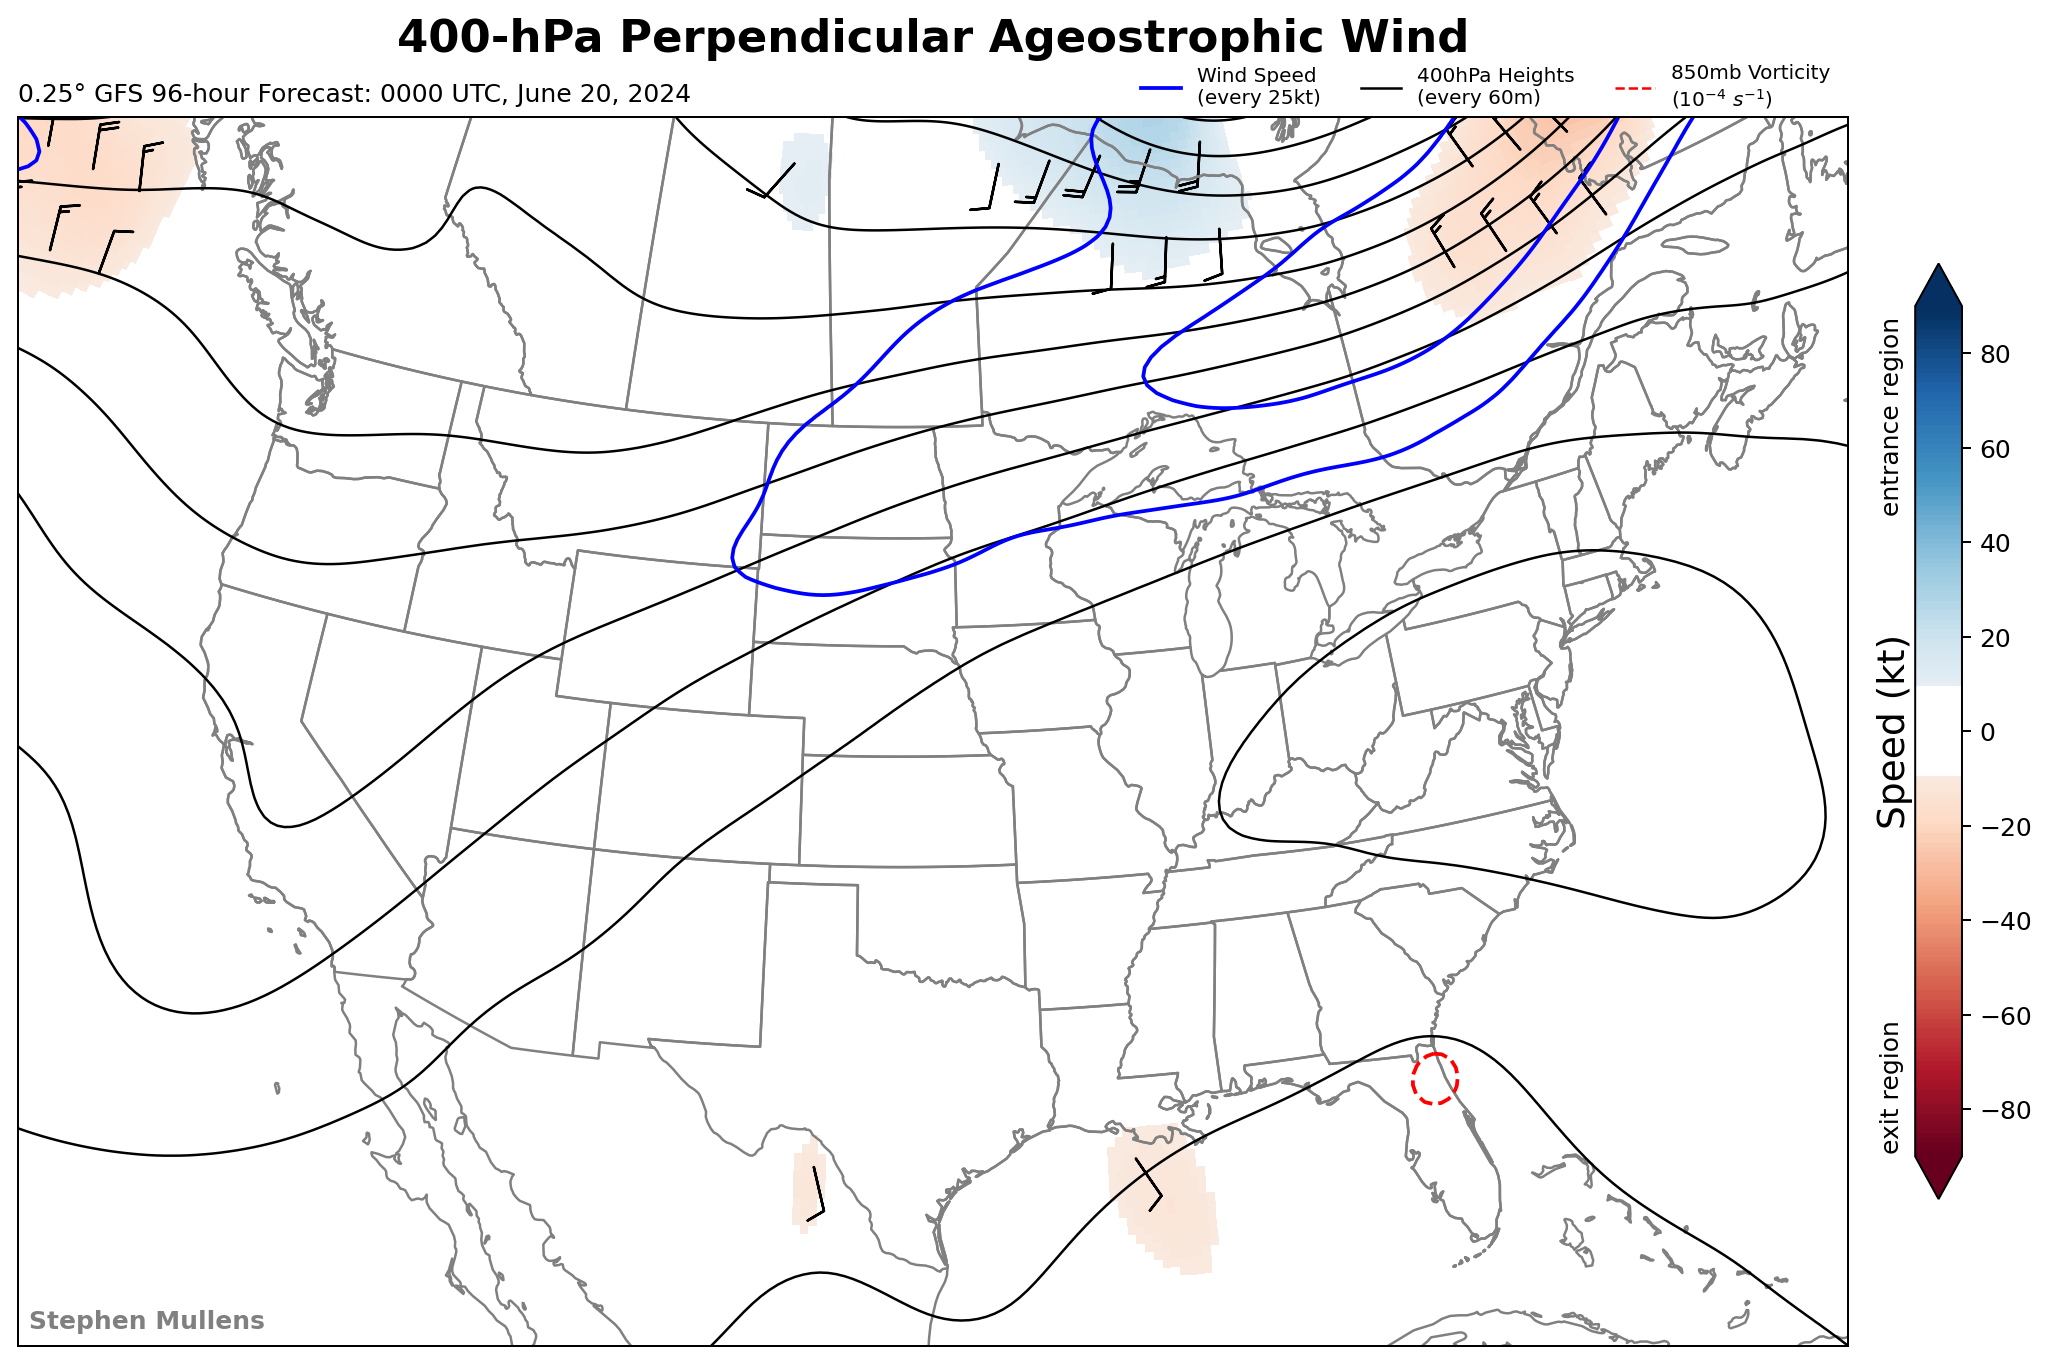 400-hPa Perpendicular Ageostrophic Wind
0.25° GFS 96-hour Forecast: 0000 UTC, June 20, 2024
Wind Speed
(every 25kt)
400hPa Heights
(every 60m)
850mb Vorticity
(10⁻⁴ s⁻¹)
entrance region
Speed (kt)
exit region
80
60
40
20
0
−20
−40
−60
−80
Stephen Mullens